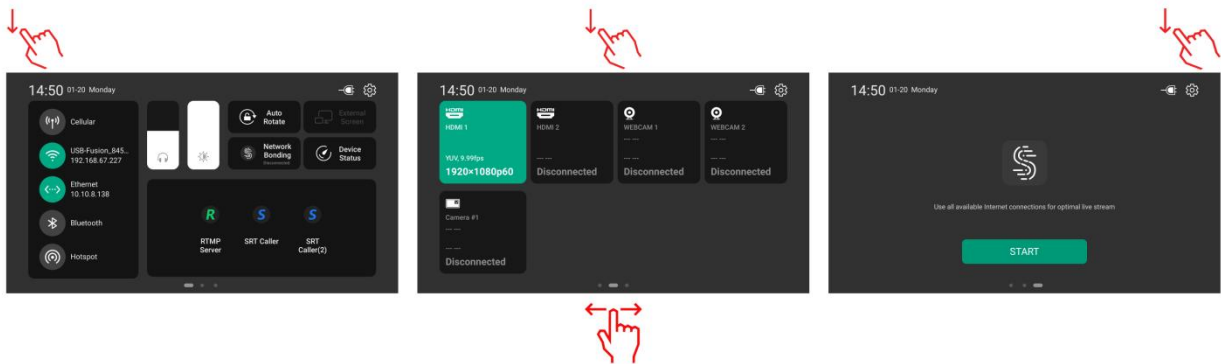 14:50 01-20 Monday
Cellular
USB-Fusion_845...
192.168.67.227
Ethernet
10.10.8.138
Bluetooth
Hotspot
Auto
Rotate
External
Screen
Network
Bonding
Disconnected
Device
Status
R
S
S
RTMP
Server
SRT Caller
SRT
Caller(2)
14:50 01-20 Monday
HDMI
HDMI 1
YUV, 9.99fps
1920×1080p60
HDMI
HDMI 2
--- ---
--- ---
Disconnected
WEBCAM 1
--- ---
--- ---
Disconnected
WEBCAM 2
--- ---
--- ---
Disconnected
Camera #1
--- ---
--- ---
Disconnected
14:50 01-20 Monday
S
Use all available Internet connections for optimal live stream
START